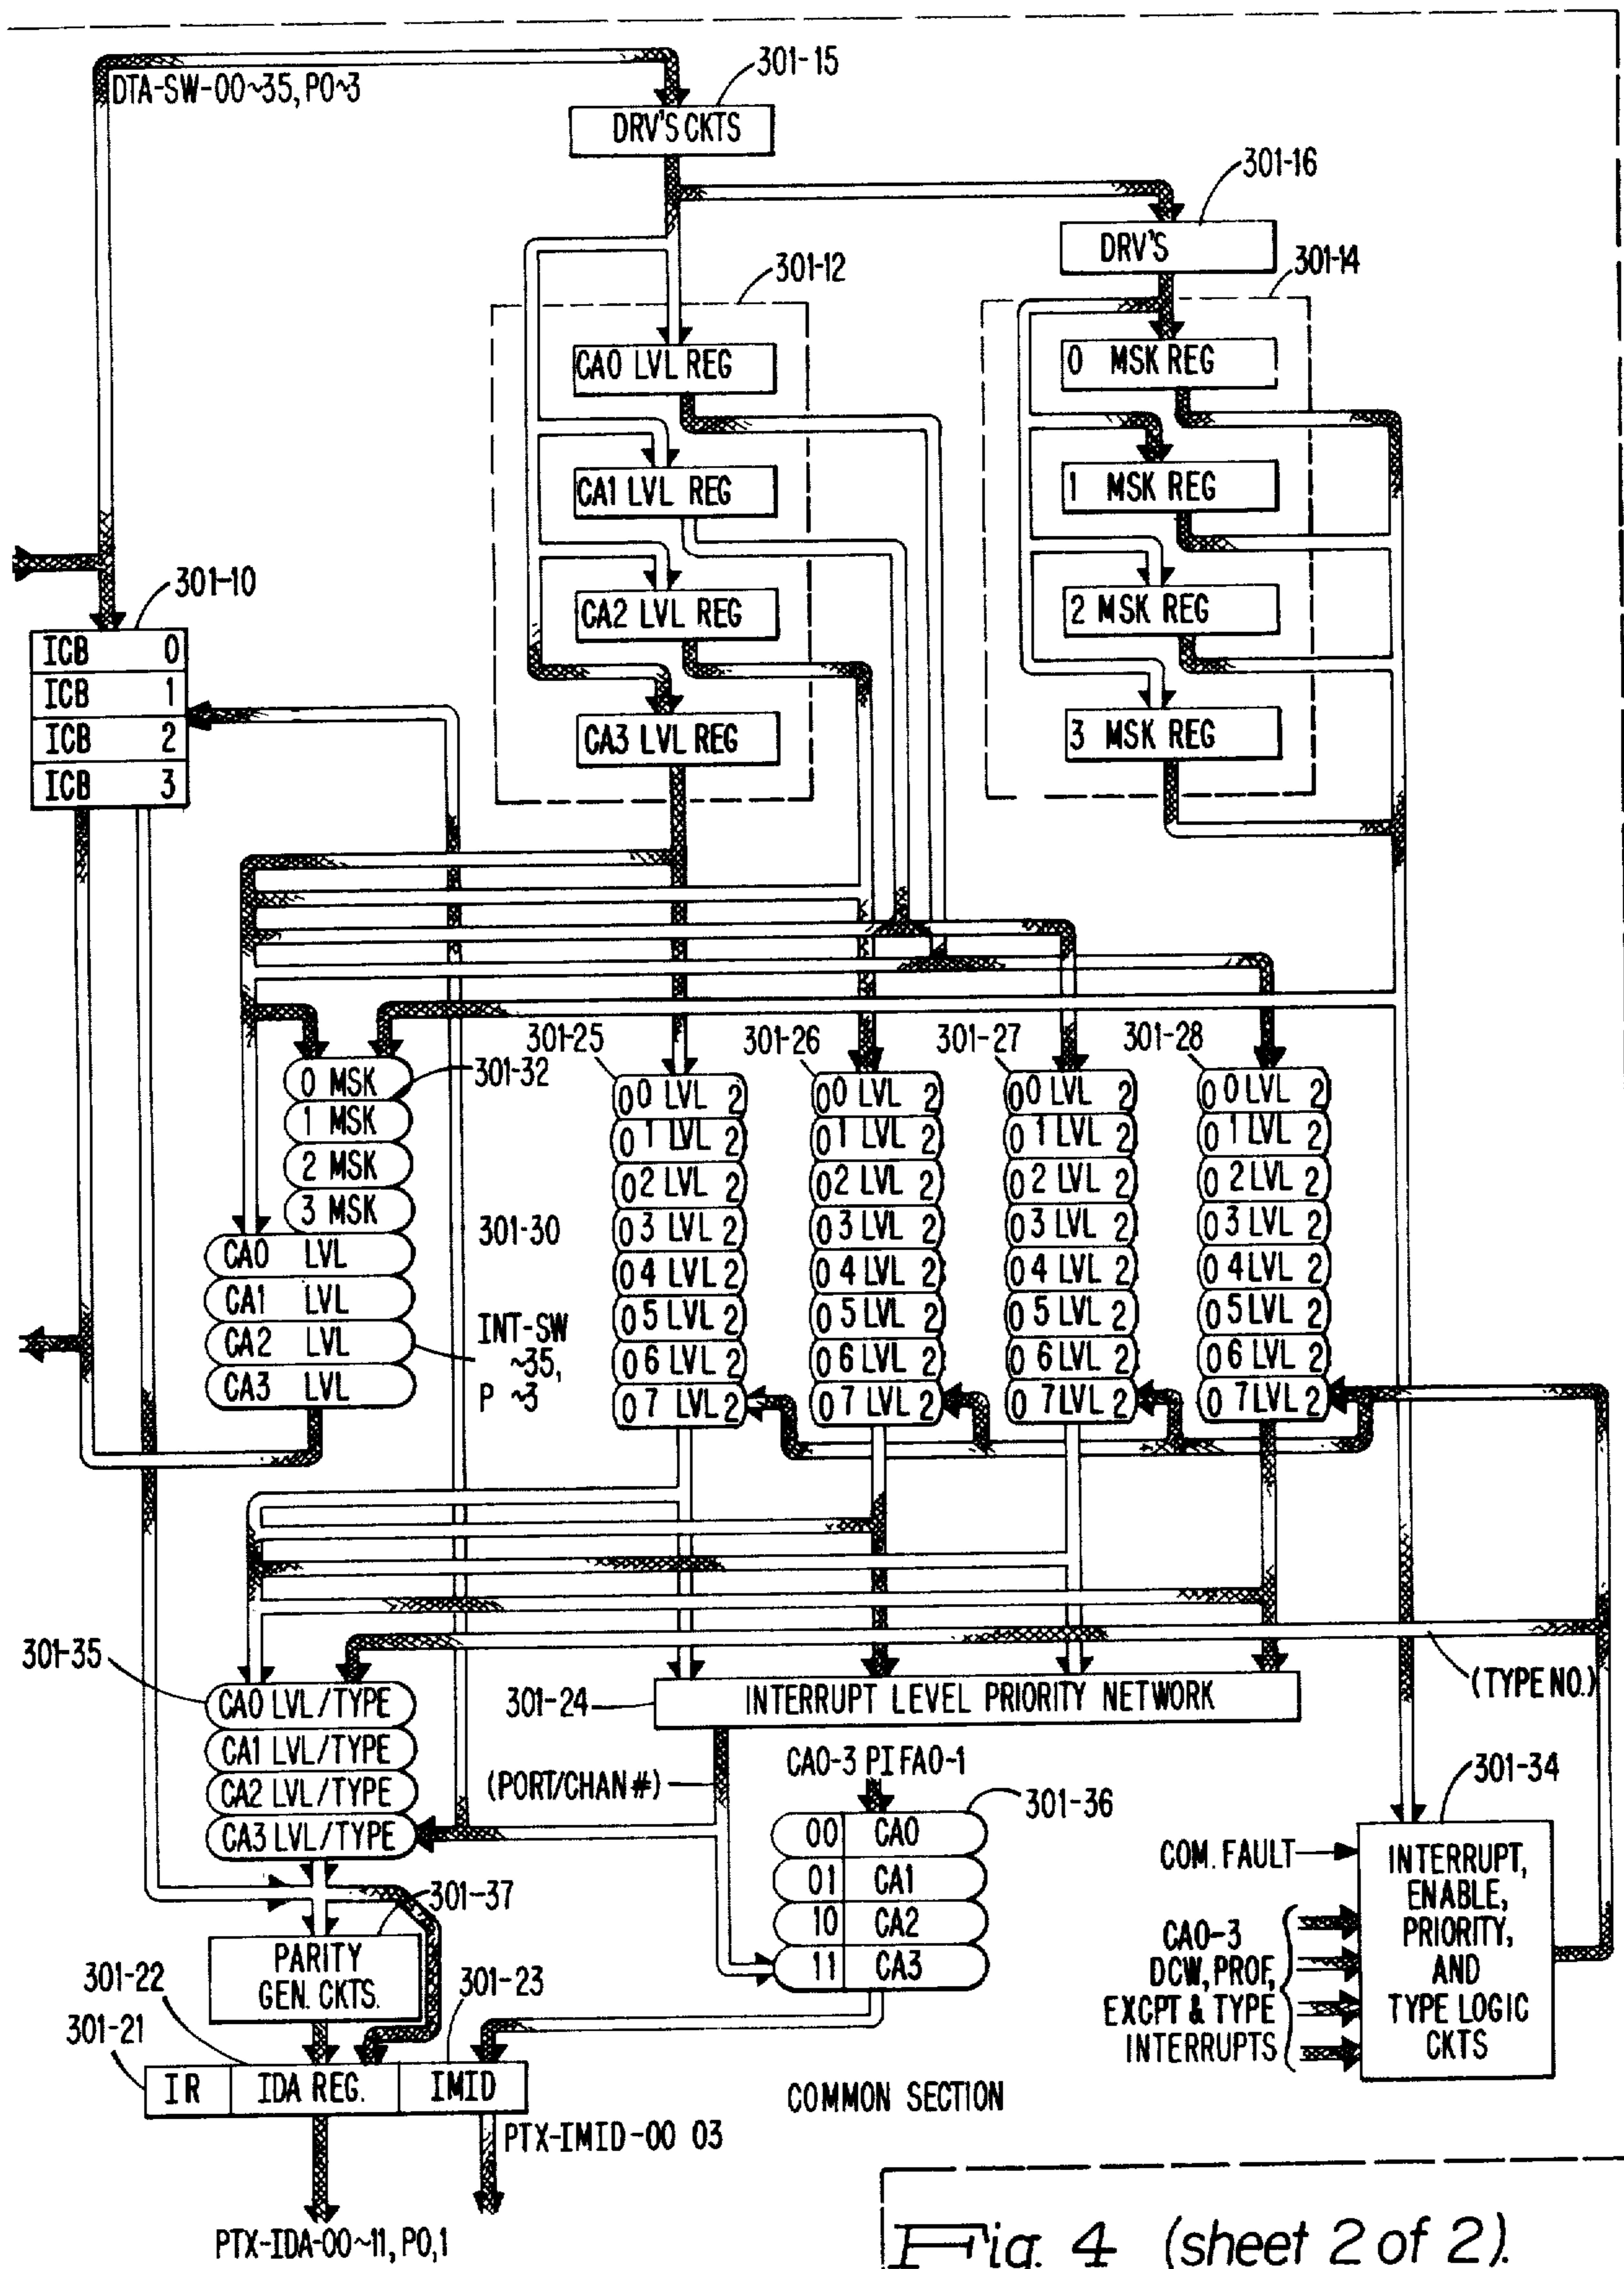 DTA-SW-00~35, P0~3
301-15
DRV'S CKTS
301-16
DRV'S
301-12
301-14
CA0 LVL REG
0 MSK REG
CA1 LVL REG
1 MSK REG
301-10
CA2 LVL REG
2 MSK REG
ICB 0
ICB 1
ICB 2
ICB 3
CA3 LVL REG
3 MSK REG
301-25
301-26
301-27
301-28
0 MSK
301-32
1 MSK
2 MSK
3 MSK
301-30
CA0 LVL
CA1 LVL
CA2 LVL
CA3 LVL
INT-SW
~35,
P ~3
0 0 LVL 2
0 1 LVL 2
0 2 LVL 2
0 3 LVL 2
0 4 LVL 2
0 5 LVL 2
0 6 LVL 2
0 7 LVL 2
0 0 LVL 2
0 1 LVL 2
0 2 LVL 2
0 3 LVL 2
0 4 LVL 2
0 5 LVL 2
0 6 LVL 2
0 7 LVL 2
0 0 LVL 2
0 1 LVL 2
0 2 LVL 2
0 3 LVL 2
0 4 LVL 2
0 5 LVL 2
0 6 LVL 2
0 7 LVL 2
0 0 LVL 2
0 1 LVL 2
0 2 LVL 2
0 3 LVL 2
0 4 LVL 2
0 5 LVL 2
0 6 LVL 2
0 7 LVL 2
301-35
CA0 LVL/TYPE
CA1 LVL/TYPE
CA2 LVL/TYPE
CA3 LVL/TYPE
301-24
INTERRUPT LEVEL PRIORITY NETWORK
(TYPE NO.)
(PORT/CHAN #)
CA0-3 PI FA0-1
301-36
00 CA0
01 CA1
10 CA2
11 CA3
301-34
COM. FAULT
CA0-3
DCW, PROF,
EXCPT & TYPE
INTERRUPTS
INTERRUPT,
ENABLE,
PRIORITY,
AND
TYPE LOGIC
CKTS
301-37
PARITY
GEN. CKTS.
301-22
301-23
301-21
IR IDA REG. IMID
COMMON SECTION
PTX-IMID-00 03
PTX-IDA-00~11, P0,1
Fig. 4 (sheet 2 of 2).